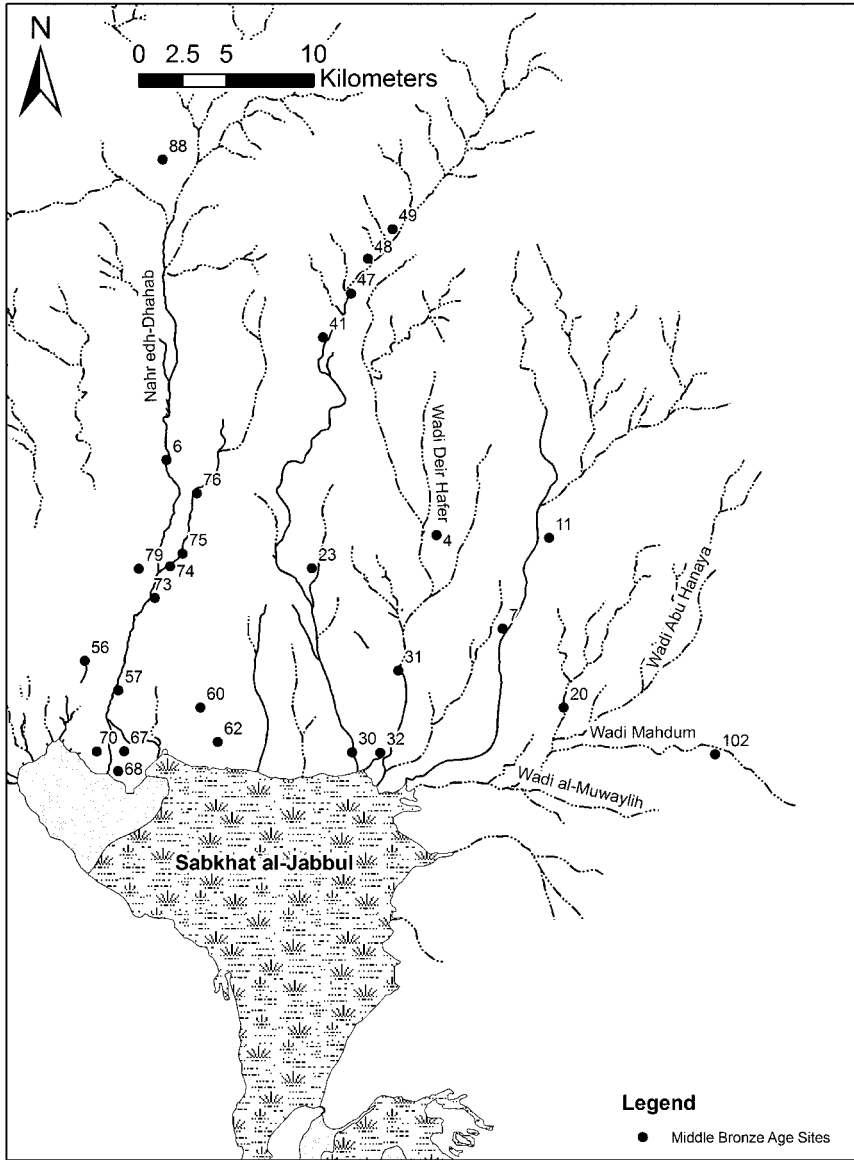 N
0 2.5 5 10
Kilometers
88
49
48
47
41
Nahr edh-Dhahab
Wadi Deir Hafer
6
76
11
4
75
79
23
74
73
Wadi Abu Hanaya
7
56
31
57
60
20
Wadi Mahdum
62
70
67
30
32
102
68
Wadi al-Muwaylih
Sabkhat al-Jabbul
Legend
Middle Bronze Age Sites